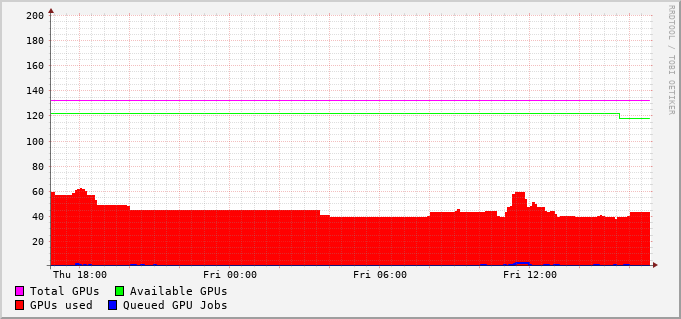 200
180
160
140
120
100
80
60
40
20
Thu 18:00 Fri 00:00 Fri 06:00 Fri 12:00
Total GPUs Available GPUs
GPUs used Queued GPU Jobs
RRDTOOL / TOBI OETIKER